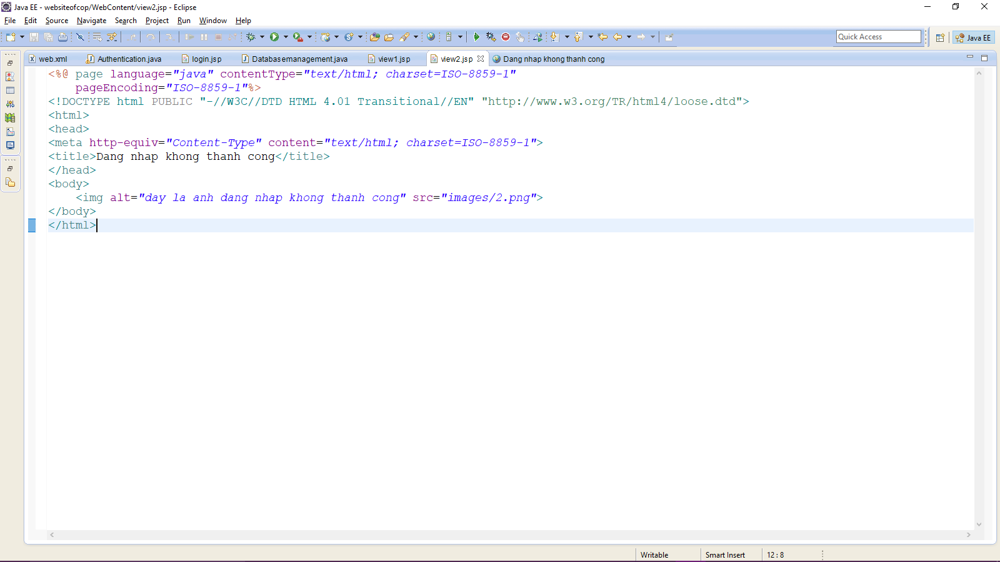 Java EE - websiteofcop/WebContent/view2.jsp - Eclipse
File Edit Source Navigate Search Project Run Window Help
Quick Access Java EE
web.xml Authentication.java login.jsp Databasemanagement.java view1.jsp view2.jsp Dang nhap khong thanh cong
<%@ page language="java" contentType="text/html; charset=ISO-8859-1"
pageEncoding="ISO-8859-1"%>
<!DOCTYPE html PUBLIC "-//W3C//DTD HTML 4.01 Transitional//EN" "http://www.w3.org/TR/html4/loose.dtd">
<html>
<head>
<meta http-equiv="Content-Type" content="text/html; charset=ISO-8859-1">
<title>Dang nhap khong thanh cong</title>
</head>
<body>
<img alt="day la anh dang nhap khong thanh cong" src="images/2.png">
</body>
</html>
Writable Smart Insert 12 : 8